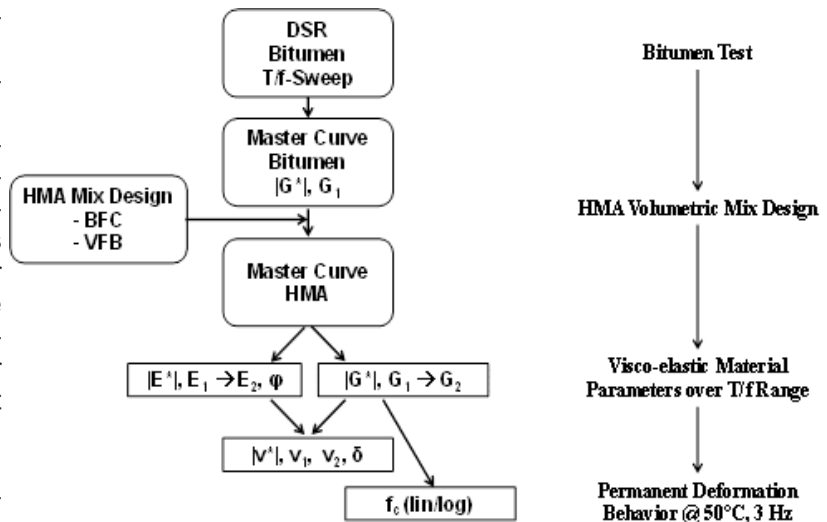 DSR
Bitumen
T/f-Sweep
Master Curve
Bitumen
|G*|, G₁
HMA Mix Design
- BFC
- VFB
Master Curve
HMA
|E*|, E₁ →E₂, φ
|G*|, G₁ → G₂
|ν*|, ν₁, ν₂, δ
f꜀ (lin/log)
Bitumen Test
HMA Volumetric Mix Design
Visco-elastic Material
Parameters over T/f Range
Permanent Deformation
Behavior @ 50°C, 3 Hz